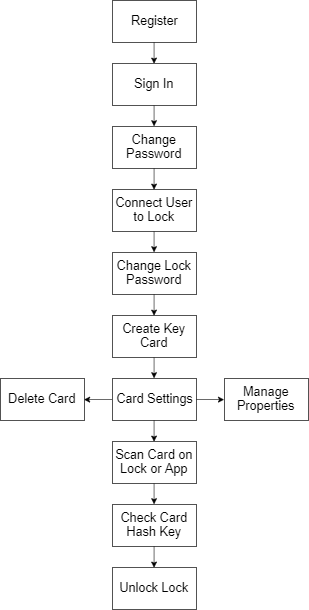 Register
Sign In
Change
Password
Connect User
to Lock
Change Lock
Password
Create Key
Card
Delete Card
Card Settings
Manage
Properties
Scan Card on
Lock or App
Check Card
Hash Key
Unlock Lock